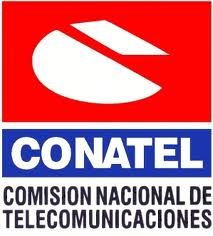 CONATEL
COMISION NACIONAL DE
TELECOMUNICACIONES